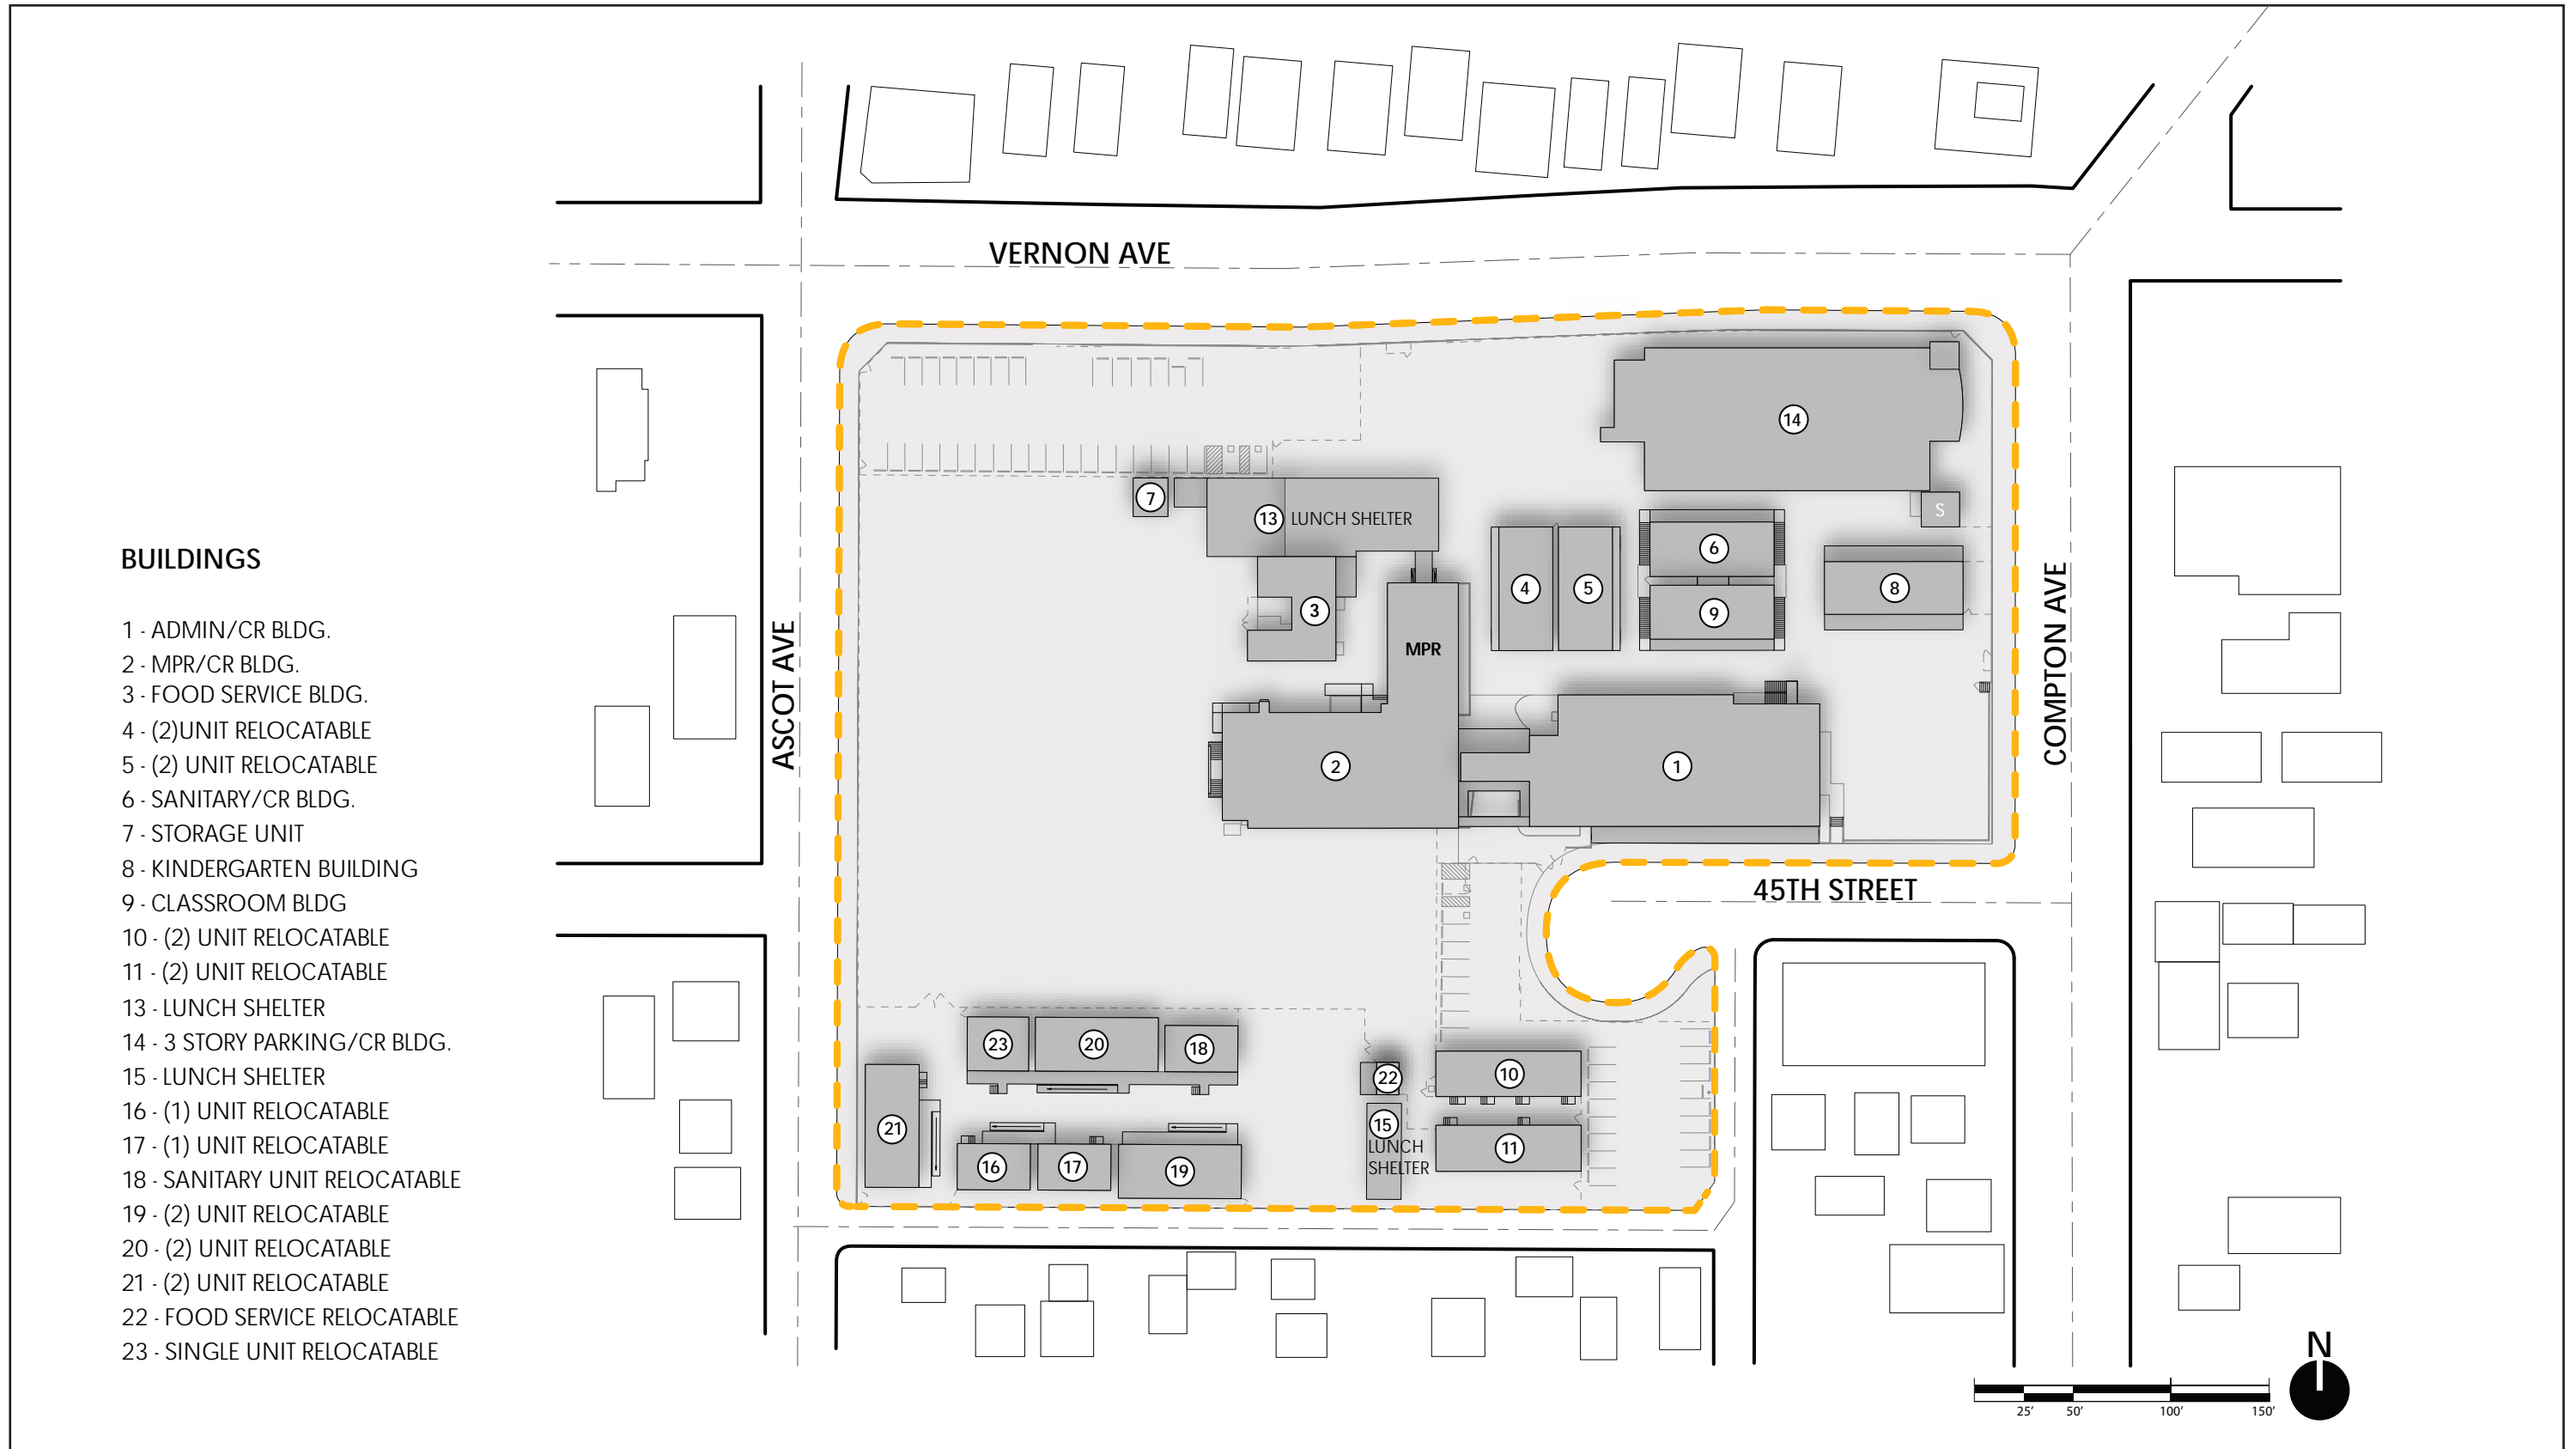 VERNON AVE
14
7
13 LUNCH SHELTER
S
6
4
5
8
9
3
MPR
ASCOT AVE
COMPTON AVE
2
1
45TH STREET
23
20
18
22
10
21
15
LUNCH
SHELTER
11
16
17
19
BUILDINGS
1 - ADMIN/CR BLDG.
2 - MPR/CR BLDG.
3 - FOOD SERVICE BLDG.
4 - (2)UNIT RELOCATABLE
5 - (2) UNIT RELOCATABLE
6 - SANITARY/CR BLDG.
7 - STORAGE UNIT
8 - KINDERGARTEN BUILDING
9 - CLASSROOM BLDG
10 - (2) UNIT RELOCATABLE
11 - (2) UNIT RELOCATABLE
13 - LUNCH SHELTER
14 - 3 STORY PARKING/CR BLDG.
15 - LUNCH SHELTER
16 - (1) UNIT RELOCATABLE
17 - (1) UNIT RELOCATABLE
18 - SANITARY UNIT RELOCATABLE
19 - (2) UNIT RELOCATABLE
20 - (2) UNIT RELOCATABLE
21 - (2) UNIT RELOCATABLE
22 - FOOD SERVICE RELOCATABLE
23 - SINGLE UNIT RELOCATABLE
N
25' 50' 100' 150'